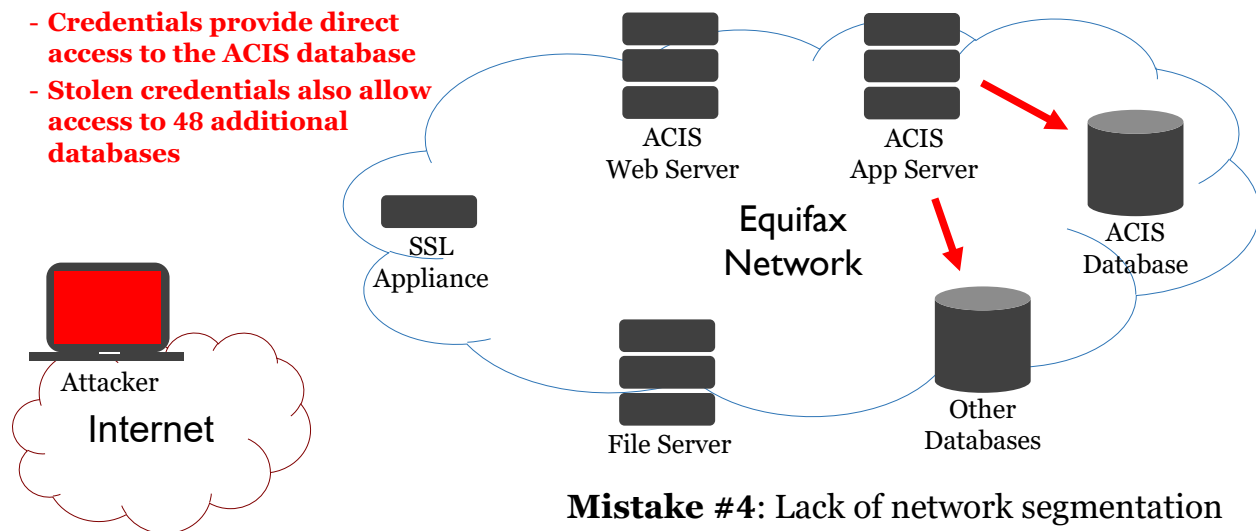 - Credentials provide direct
access to the ACIS database
- Stolen credentials also allow
access to 48 additional
databases
ACIS
Web Server
ACIS
App Server
SSL
Appliance
Equifax
Network
ACIS
Database
Attacker
Internet
File Server
Other
Databases
Mistake #4: Lack of network segmentation